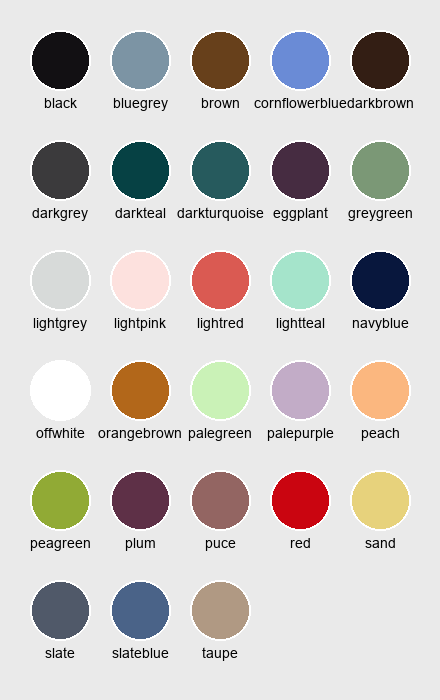 black bluegrey brown cornflowerblue darkbrown
darkgrey darkteal darkturquoise eggplant greygreen
lightgrey lightpink lightred lightteal navyblue
offwhite orangebrown palegreen palepurple peach
peagreen plum puce red sand
slate slateblue taupe